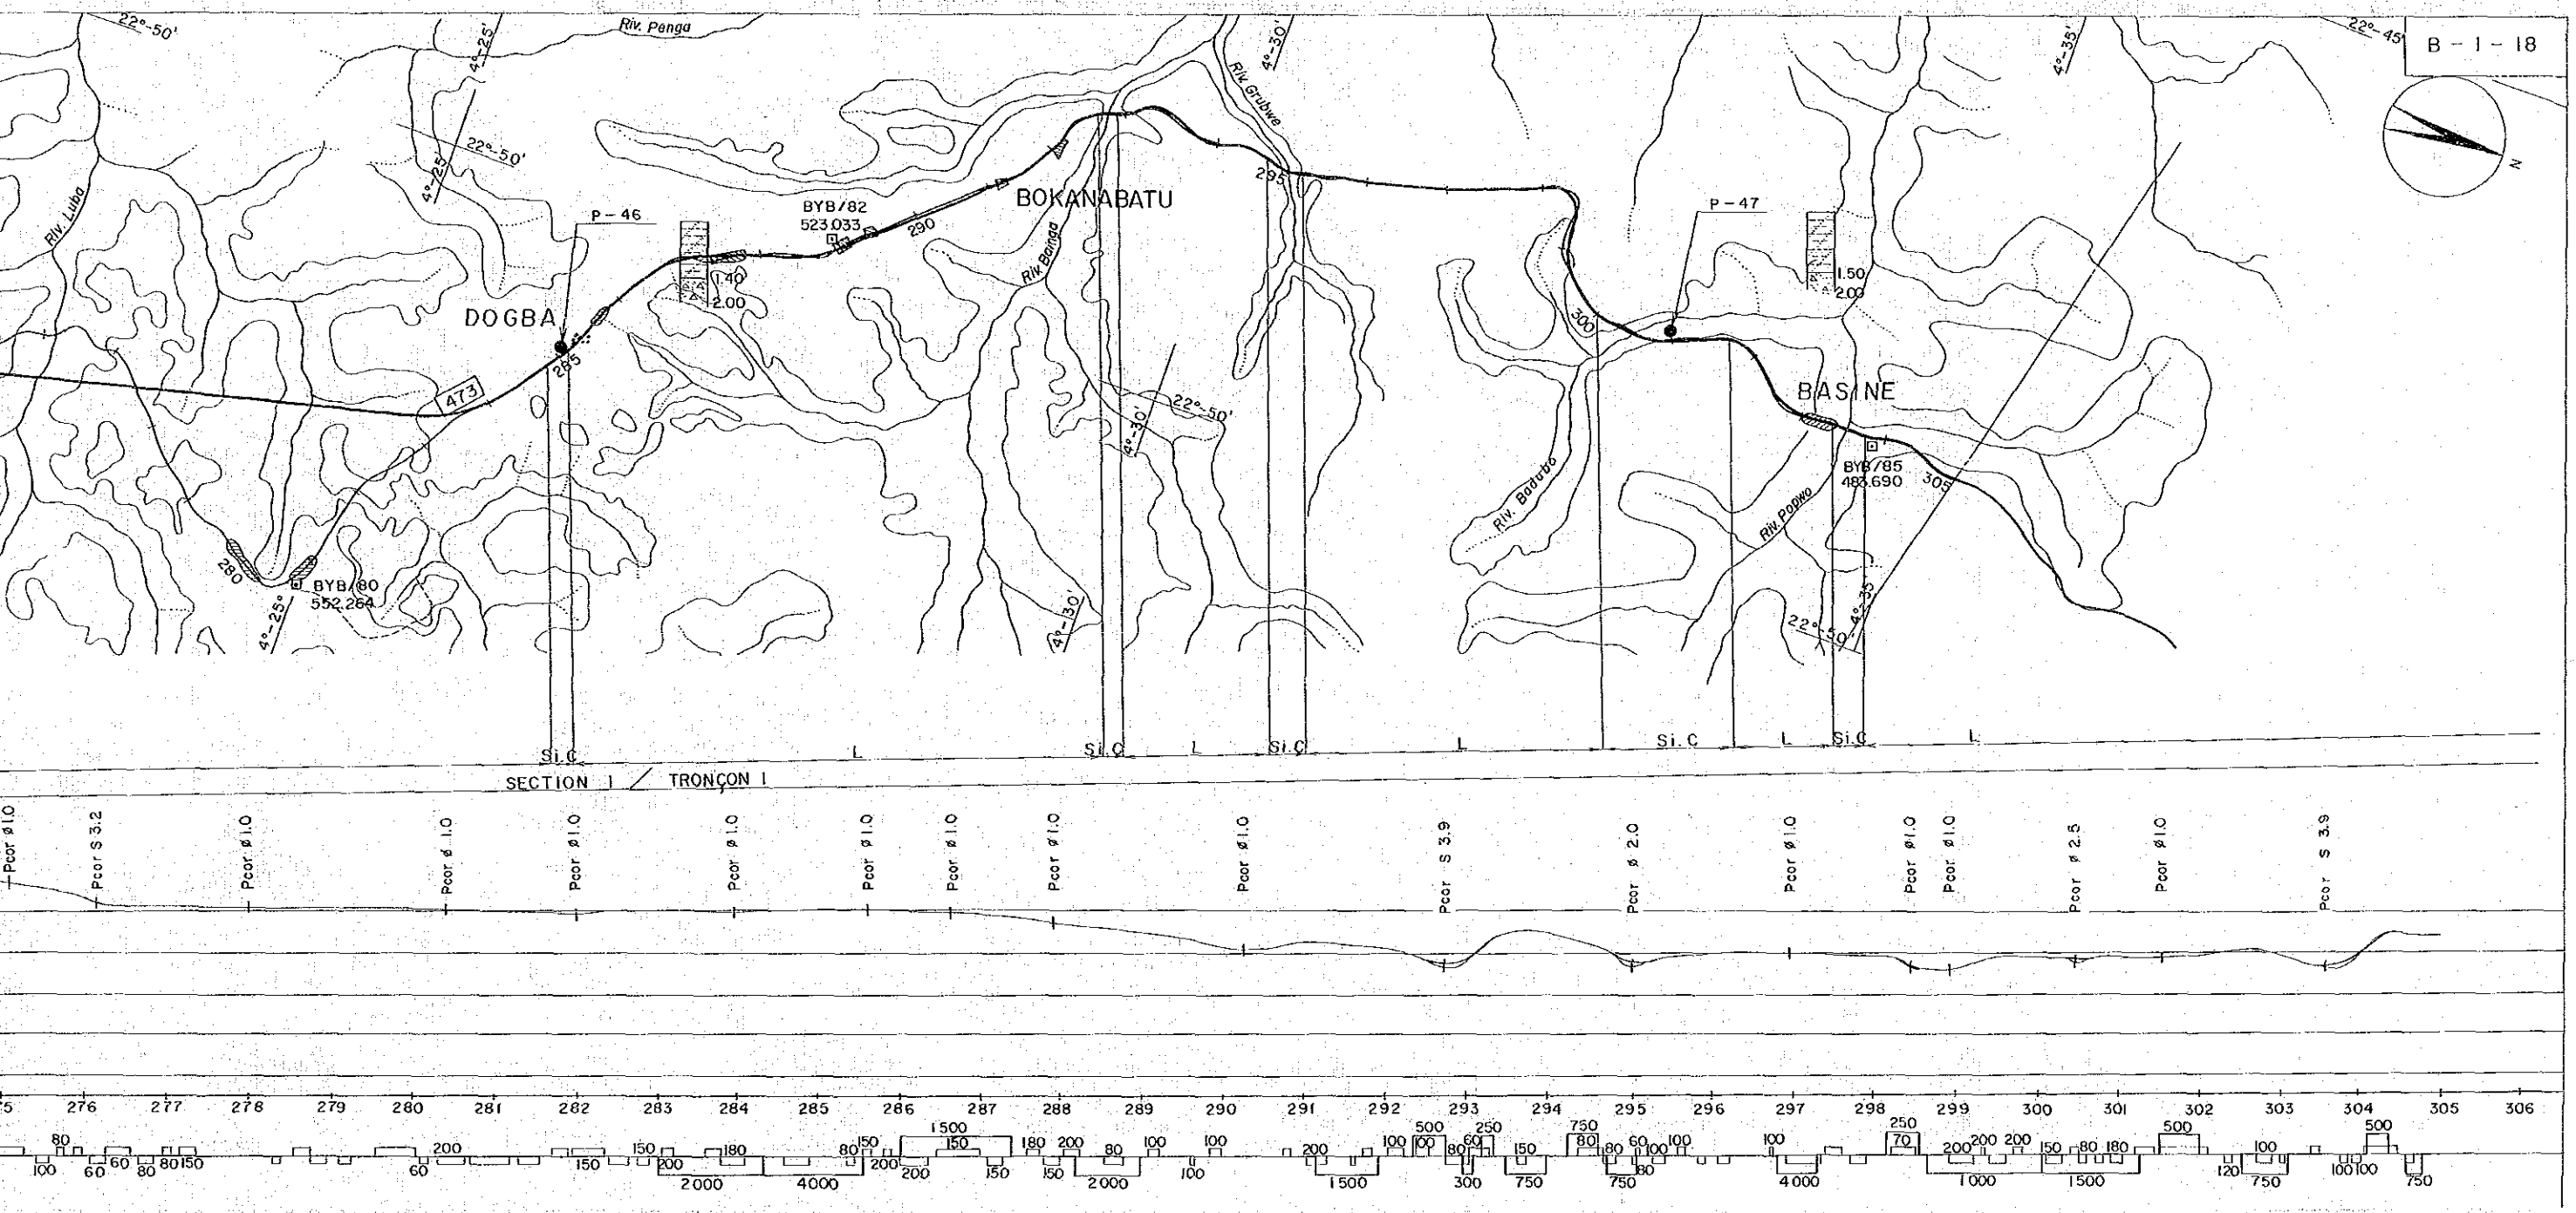 22°-50'
4°-25'
Riv. Penga
4°-30'
4°-35'
22°-45'
B-1-18
Riv. Grubwe
N
22°-50'
4°-25'
Riv. Luba
P-46
BYB/82
523.033
290
BOKANABATU
295
P-47
Riv. Banga
1.40
2.00
1.50
2.00
DOGBA
285
300
473
BASINE
22°-50'
4°-30'
BYB/85
305
Riv. Badurbo
Riv. Popwo
280
BYB/80
552.264
4°-25'
4°-130'
22°-50'
4°-35'
Si.C L Si.C L Si.C L Si.C L Si.C L
SECTION 1 / TRONÇON 1
Pcor ø1.0
Pcor S 3.2
Pcor ø1.0
Pcor ø 1.0
Pcor ø1.0
Pcor ø1.0
Pcor ø1.0
Pcor ø1.0
Pcor ø1.0
Pcor ø1.0
Pcor S 3.9
Pcor ø 2.0
Pcor ø1.0
Pcor ø1.0
Pcor ø1.0
Pcor ø 2.5
Pcor ø1.0
Pcor S 3.9
5 276 277 278 279 280 281 282 283 284 285 286 287 288 289 290 291 292 293 294 295 296 297 298 299 300 301 302 303 304 305 306
1500 500 250 750 250 500 500
80 200 150 180 80 150 150 180 200 100 100 200 100 100 60 150 80 60 100 100 70 200 200 150 80 180 100
100 60 60 80 80 150 60 150 200 200 200 150 150 80 100 80 80 80 200 120 100 100
2000 4000 2000 1500 300 750 750 4000 1000 1500 750 750